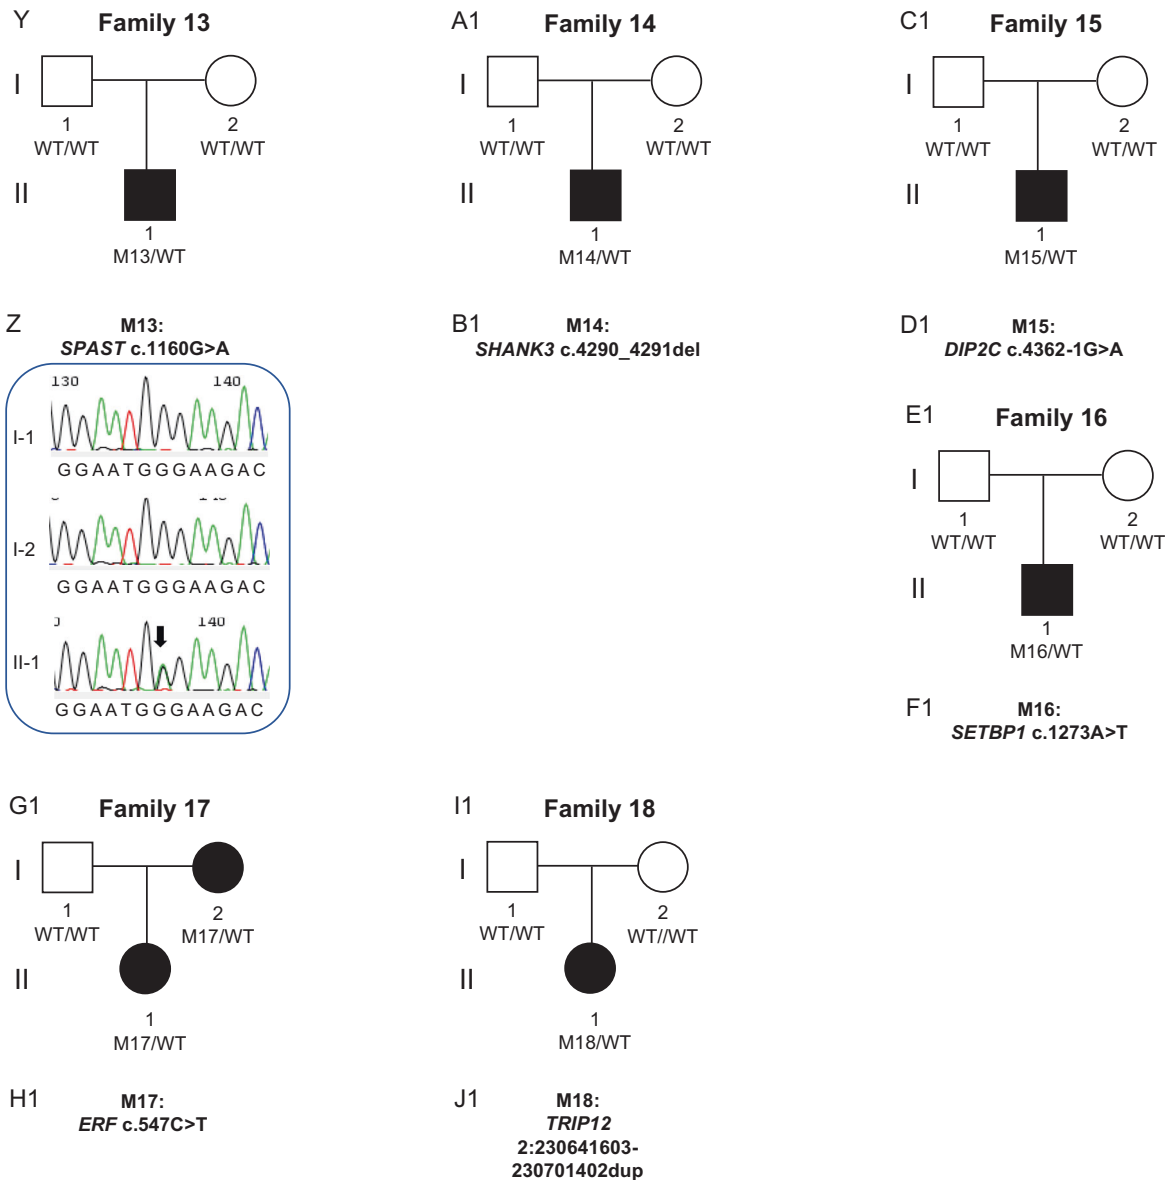 Y Family 13
I
1 2
WT/WT WT/WT
II
1
M13/WT
Z M13:
SPAST c.1160G>A
130 140
I-1
G G A A T G G G A A G A C
I-2
G G A A T G G G A A G A C
140
II-1
G G A A T G G G A A G A C
A1 Family 14
I
1 2
WT/WT WT/WT
II
1
M14/WT
B1 M14:
SHANK3 c.4290_4291del
C1 Family 15
I
1 2
WT/WT WT/WT
II
1
M15/WT
D1 M15:
DIP2C c.4362-1G>A
E1 Family 16
I
1 2
WT/WT WT/WT
II
1
M16/WT
F1 M16:
SETBP1 c.1273A>T
G1 Family 17
I
1 2
WT/WT M17/WT
II
1
M17/WT
H1 M17:
ERF c.547C>T
I1 Family 18
I
1 2
WT/WT WT//WT
II
1
M18/WT
J1 M18:
TRIP12
2:230641603-
230701402dup